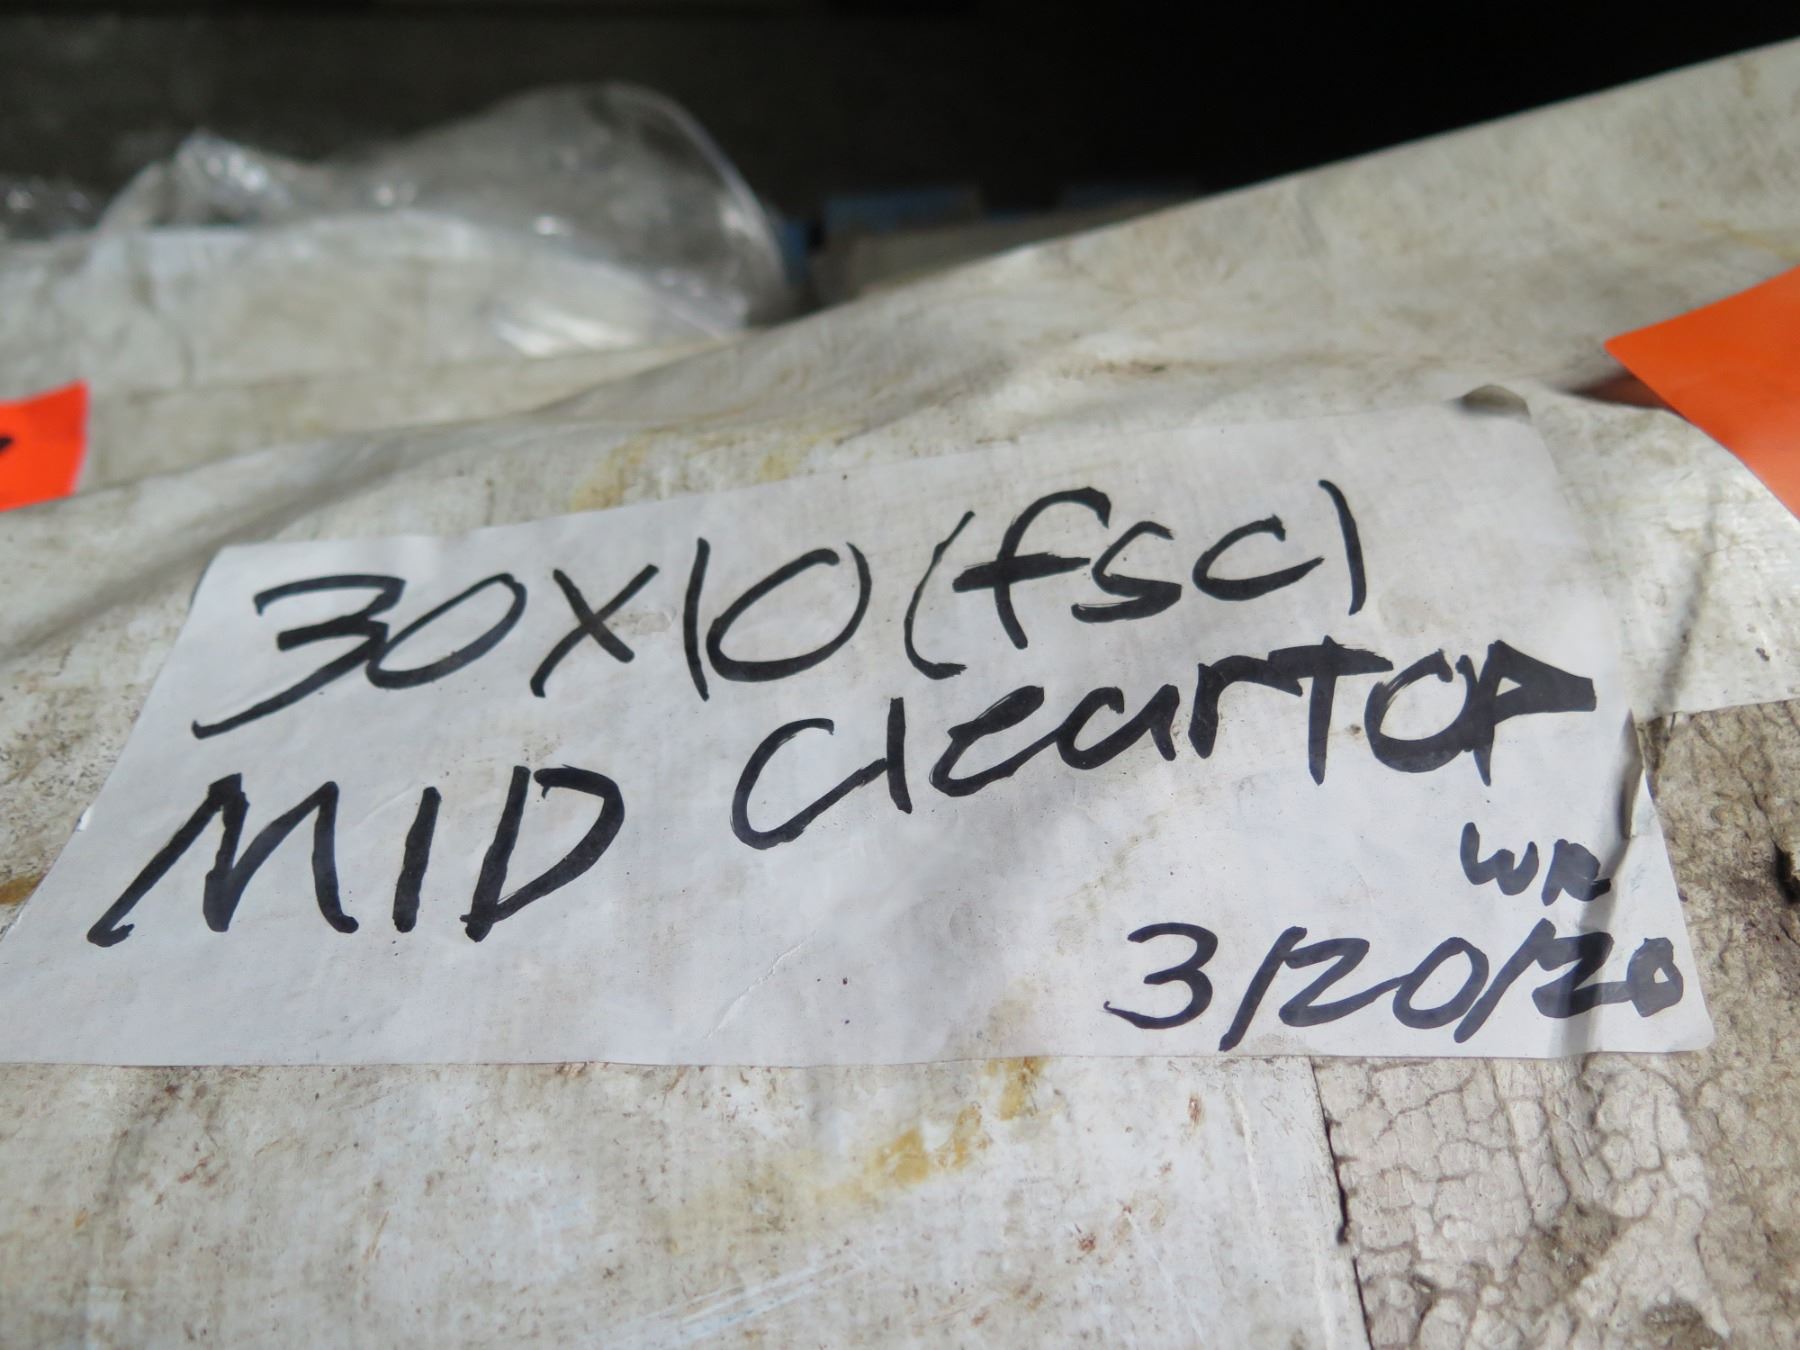 30X10 (fsc)
MID Cleartop
WR
3/20/20